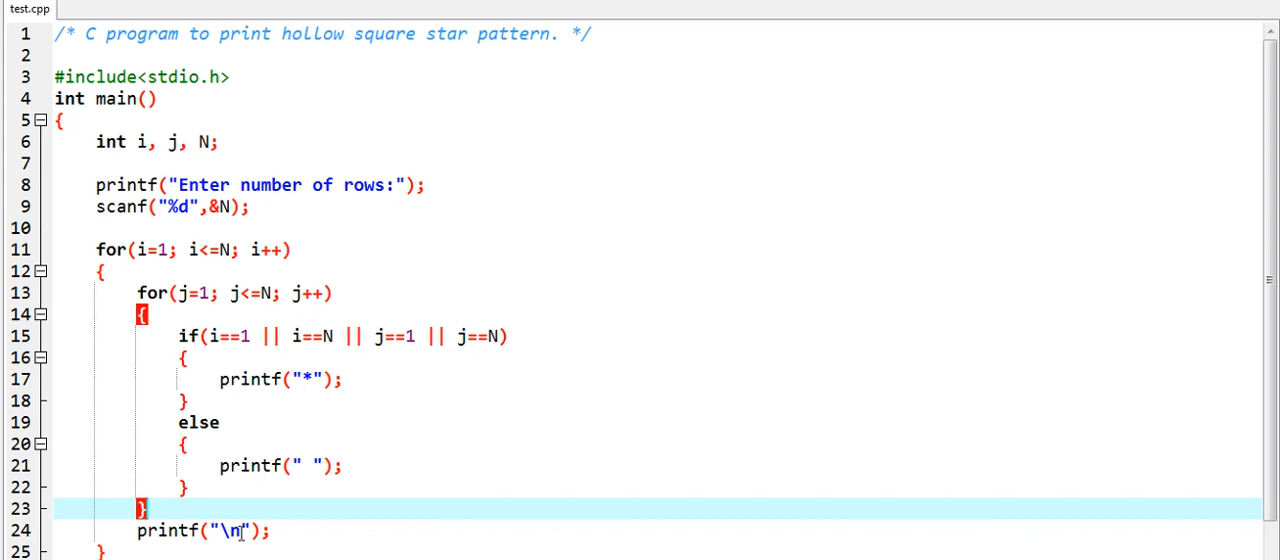 test.cpp
1 /* C program to print hollow square star pattern. */
2
3 #include<stdio.h>
4 int main()
5 {
6 int i, j, N;
7
8 printf("Enter number of rows:");
9 scanf("%d",&N);
10
11 for(i=1; i<=N; i++)
12 {
13 for(j=1; j<=N; j++)
14 {
15 if(i==1 || i==N || j==1 || j==N)
16 {
17 printf("*");
18 }
19 else
20 {
21 printf(" ");
22 }
23 }
24 printf("\n");
25 }